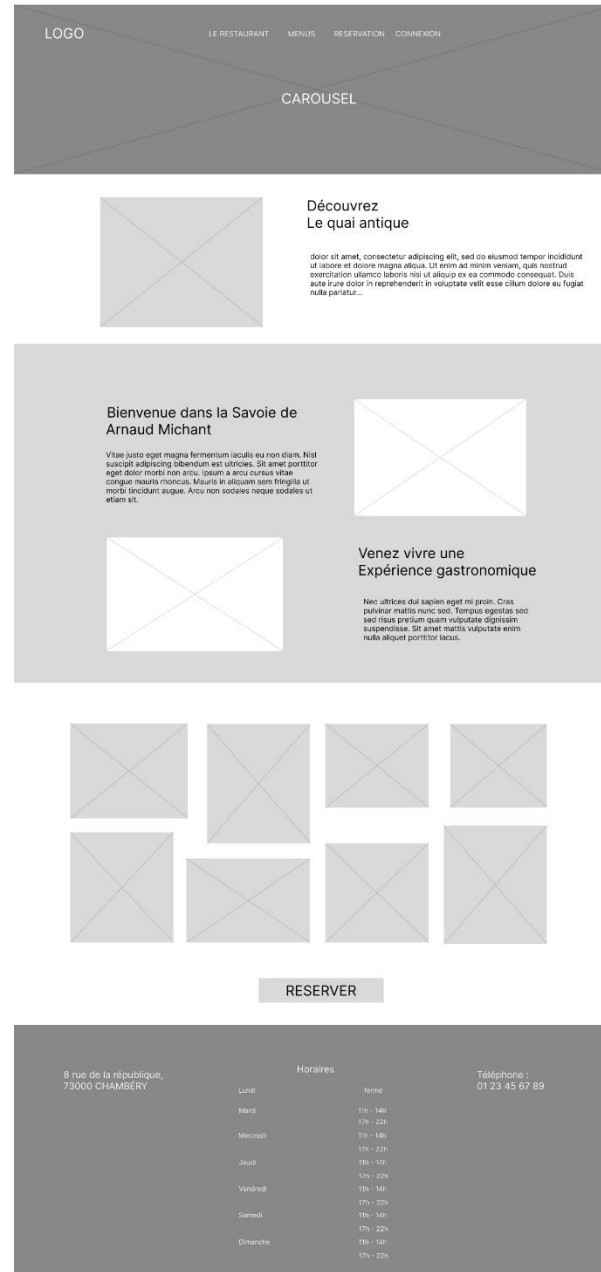 LOGO
LE RESTAURANT MENUS RESERVATION CONNEXION
CAROUSEL
Découvrez
Le quai antique
dolor sit amet, consectetur adipiscing elit, sed do eiusmod tempor incididunt
ut labore et dolore magna aliqua. Ut enim ad minim veniam, quis nostrud
exercitation ullamco laboris nisi ut aliquip ex ea commodo consequat. Duis
aute irure dolor in reprehenderit in voluptate velit esse cillum dolore eu fugiat
nulla pariatur...
Bienvenue dans la Savoie de
Arnaud Michant
Vitae justo eget magna fermentum iaculis eu non diam. Nisl
suscipit adipiscing bibendum est ultricies. Sit amet porttitor
eget dolor morbi non arcu. Ipsum a arcu cursus vitae
congue mauris rhoncus. Mauris in aliquam sem fringilla ut
morbi tincidunt augue. Arcu non sodales neque sodales ut
etiam sit.
Venez vivre une
Expérience gastronomique
Nec ultrices dui sapien eget mi proin. Cras
pulvinar mattis nunc sed. Tempus egestas sed
sed risus pretium quam vulputate dignissim
suspendisse. Sit amet mattis vulputate enim
nulla aliquet porttitor lacus.
RESERVER
8 rue de la république,
73000 CHAMBÉRY
Horaires
Lundi fermé
Mardi 11h - 14h
17h - 22h
Mercredi 11h - 14h
17h - 22h
Jeudi 11h - 14h
17h - 22h
Vendredi 11h - 14h
17h - 22h
Samedi 11h - 14h
17h - 22h
Dimanche 11h - 14h
17h - 22h
Téléphone :
01 23 45 67 89